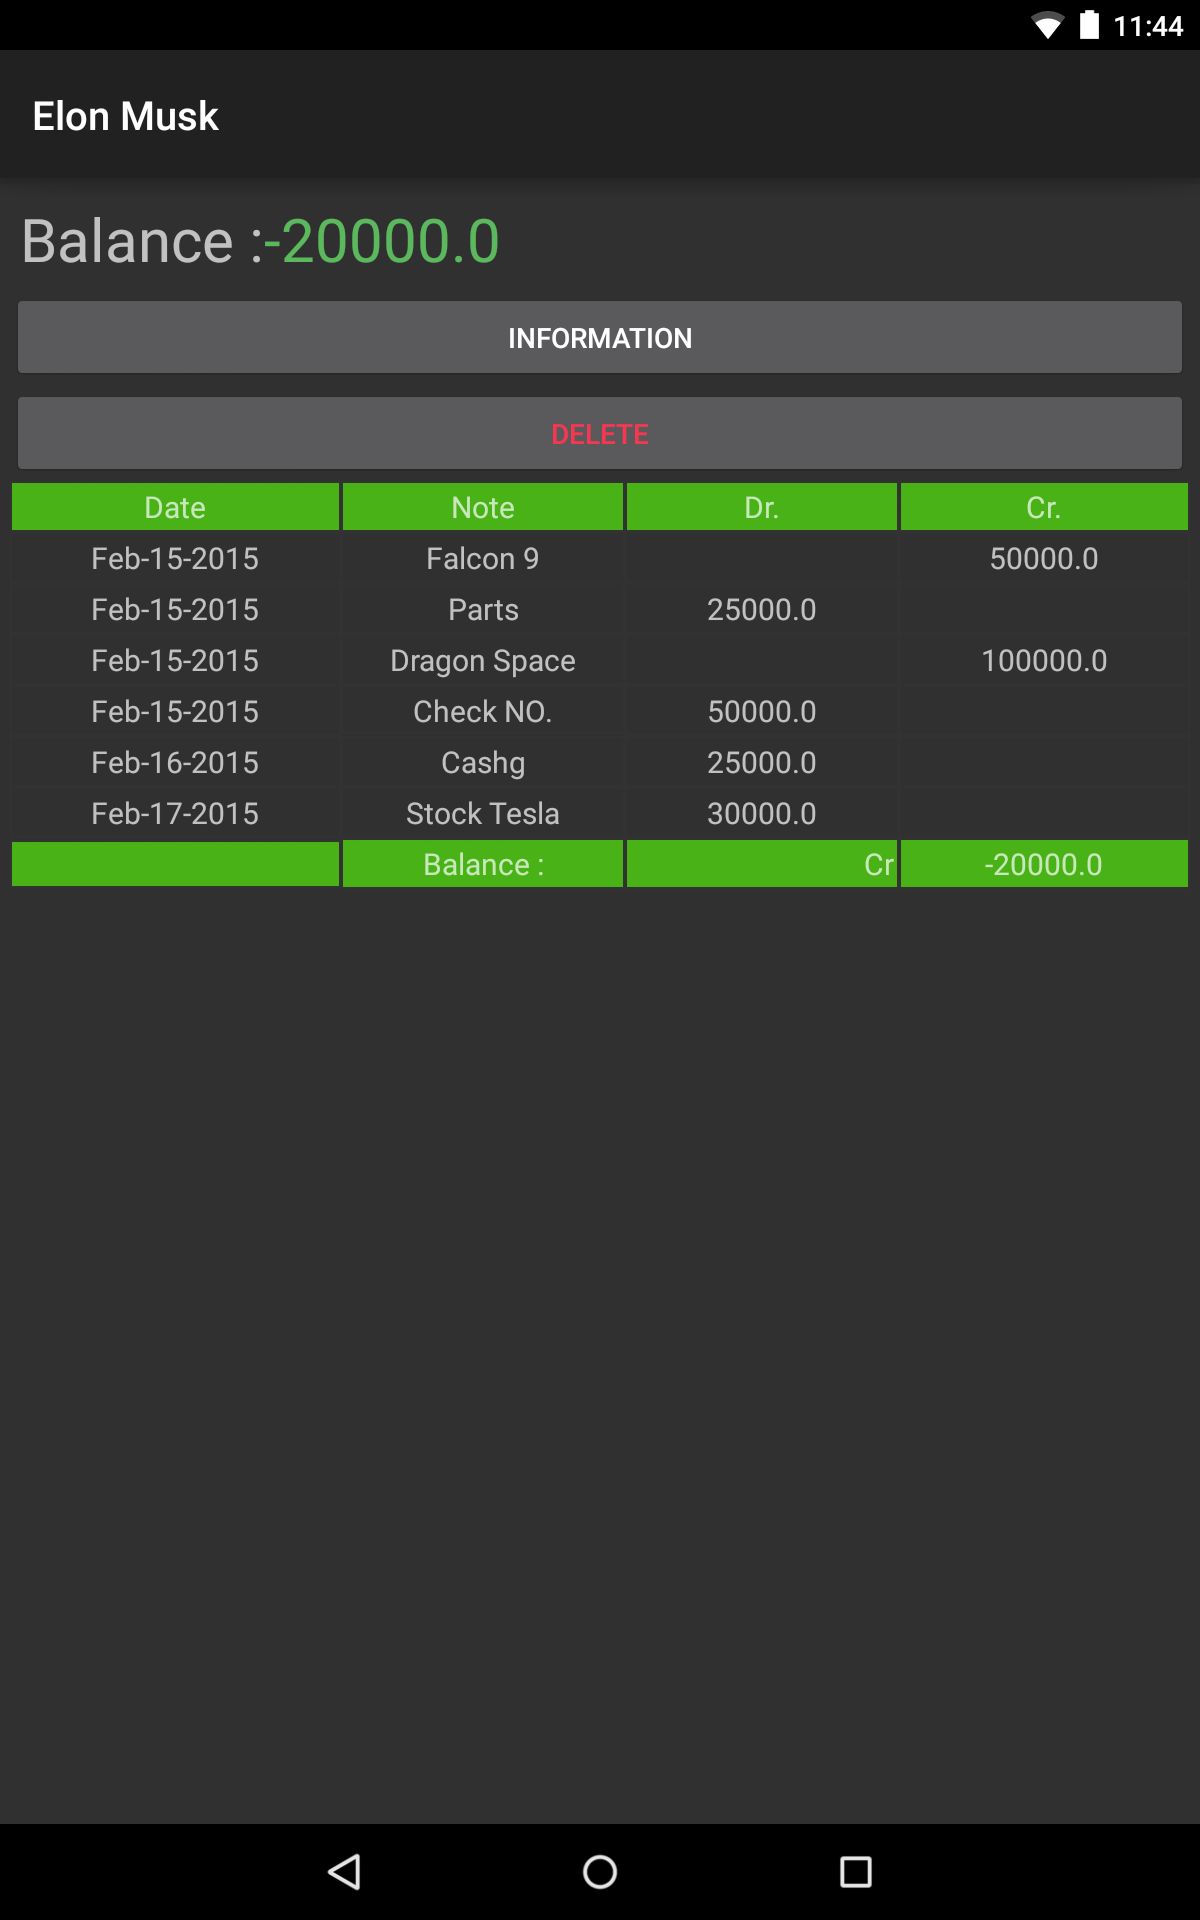 11:44
Elon Musk
Balance :-20000.0
INFORMATION
DELETE
Date Note Dr. Cr.
Feb-15-2015 Falcon 9 50000.0
Feb-15-2015 Parts 25000.0
Feb-15-2015 Dragon Space 100000.0
Feb-15-2015 Check NO. 50000.0
Feb-16-2015 Cashg 25000.0
Feb-17-2015 Stock Tesla 30000.0
Balance : Cr -20000.0